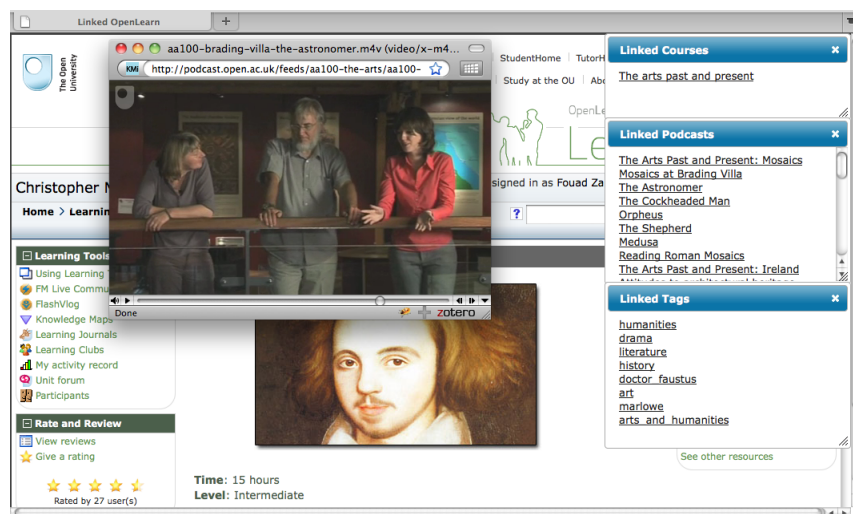 Linked OpenLearn
aa100-brading-villa-the-astronomer.m4v (video/x-m4...
KMi
http://podcast.open.ac.uk/feeds/aa100-the-arts/aa100-
The Open
University
StudentHome
TutorH
Study at the OU
Abo
OpenLe
Le
Christopher M
signed in as Fouad Za
Home > Learnin
?
Learning Tools
Using Learning
FM Live Commu
FlashVlog
Knowledge Maps
Learning Journals
Learning Clubs
My activity record
Unit forum
Participants
Rate and Review
View reviews
Give a rating
Rated by 27 user(s)
Done
zotero
Time: 15 hours
Level: Intermediate
Linked Courses
The arts past and present
Linked Podcasts
The Arts Past and Present: Mosaics
Mosaics at Brading Villa
The Astronomer
The Cockheaded Man
Orpheus
The Shepherd
Medusa
Reading Roman Mosaics
The Arts Past and Present: Ireland
Linked Tags
humanities
drama
literature
history
doctor_faustus
art
marlowe
arts_and_humanities
See other resources